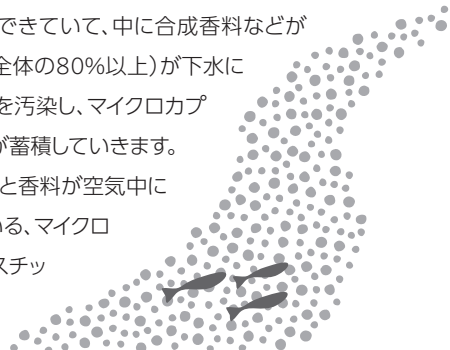 できていて、中に合成香料などが
全体の80%以上）が下水に
を汚染し、マイクロカプ
が蓄積していきます。
と香料が空気中に
いる、マイクロ
スチッ